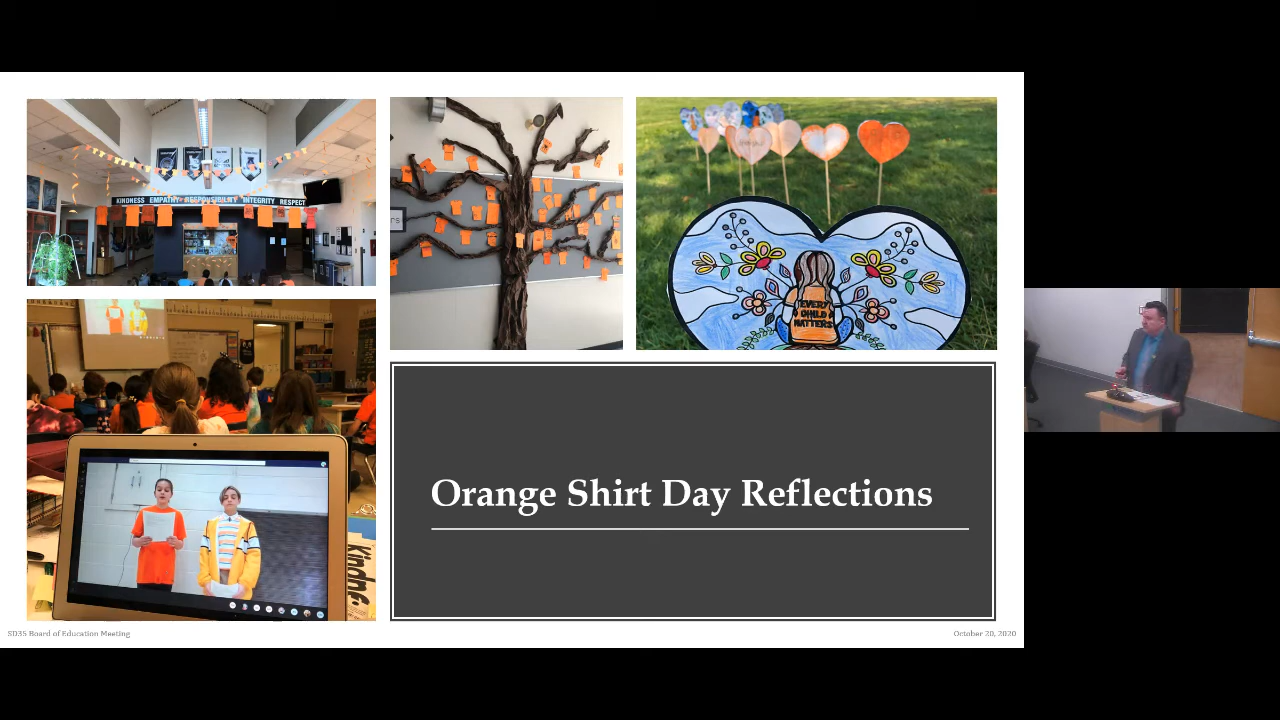 KINDNESS EMPATHY RESPONSIBILITY INTEGRITY RESPECT
EVERY
CHILD
MATTERS
Orange Shirt Day Reflections
SD35 Board of Education Meeting
October 20, 2020